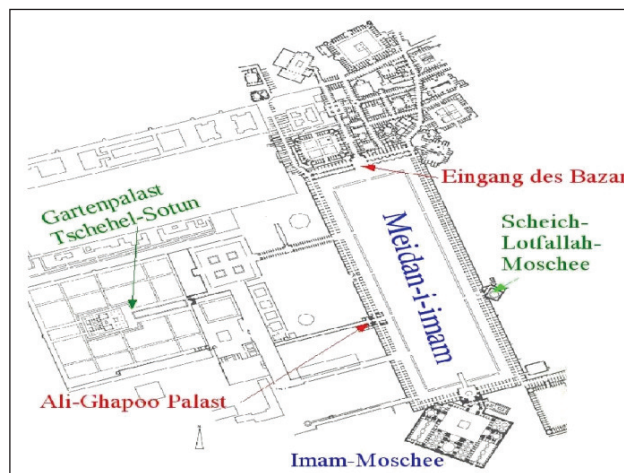 Eingang des Bazar
Gartenpalast
Tschehel-Sotun
Meidan-i-imam
Scheich-
Lotfallah-
Moschee
Ali-Ghapoo Palast
Imam-Moschee